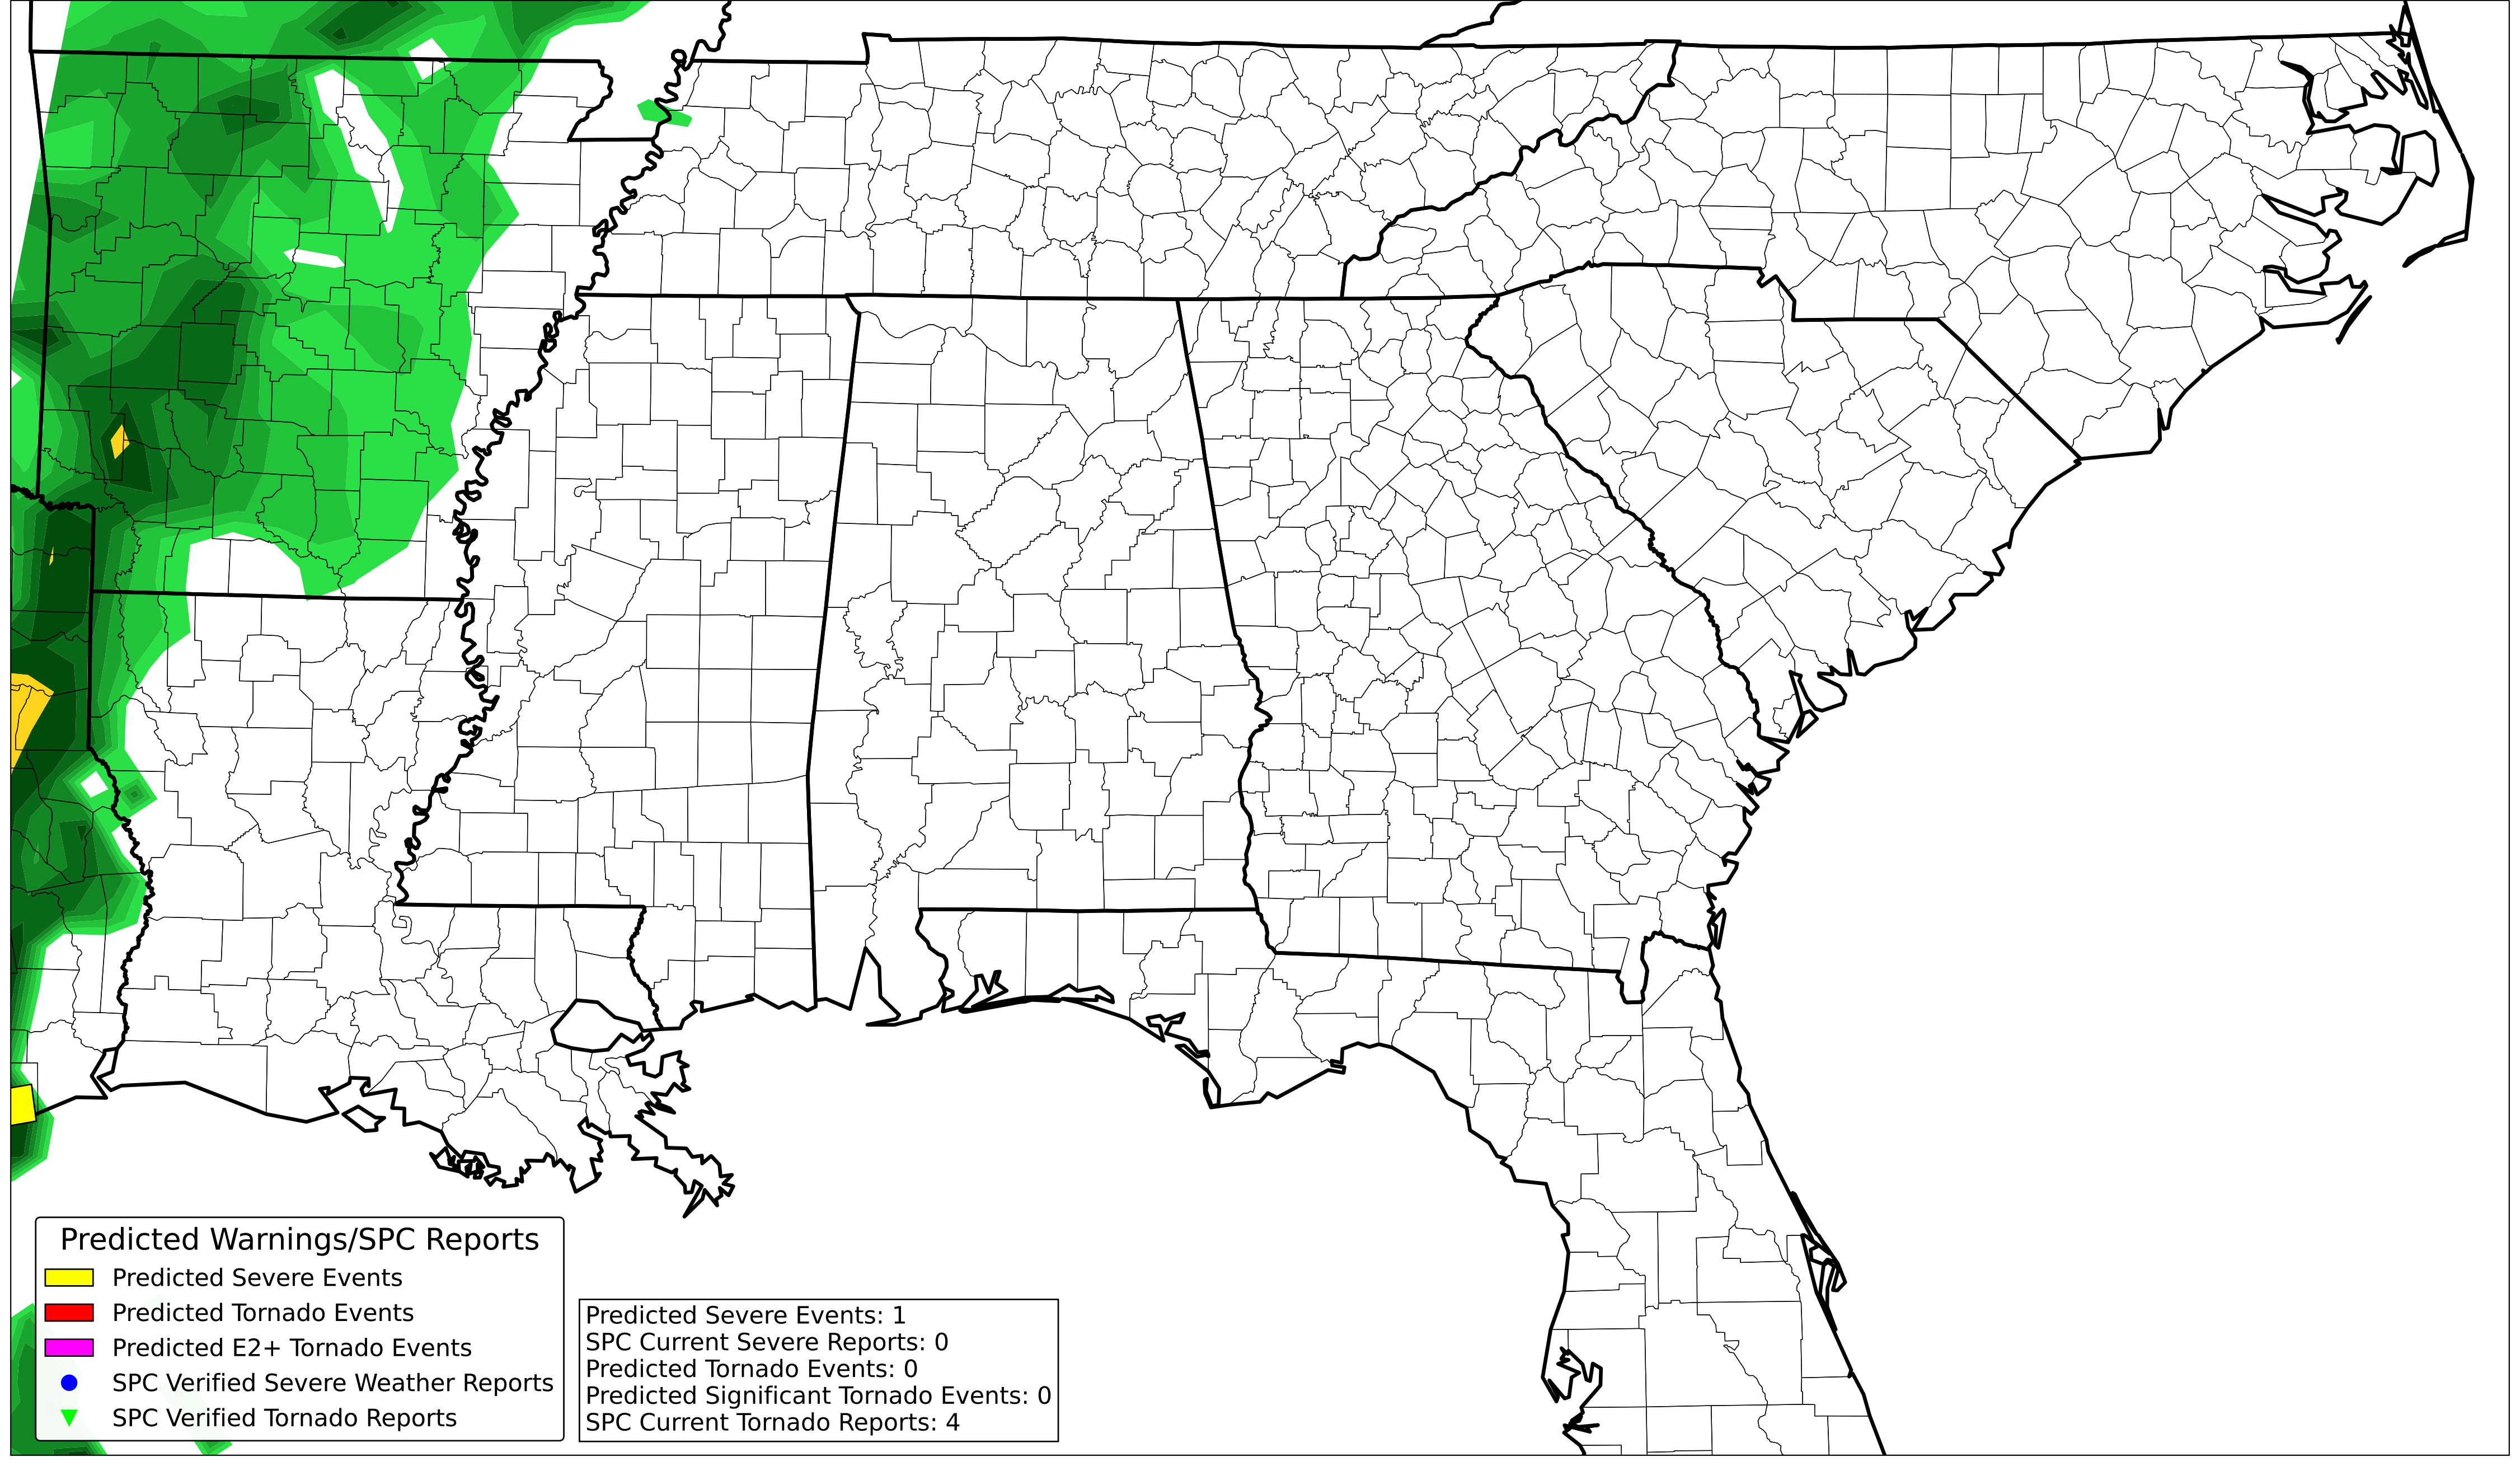 Predicted Warnings/SPC Reports
Predicted Severe Events
Predicted Tornado Events
Predicted E2+ Tornado Events
SPC Verified Severe Weather Reports
SPC Verified Tornado Reports
Predicted Severe Events: 1
SPC Current Severe Reports: 0
Predicted Tornado Events: 0
Predicted Significant Tornado Events: 0
SPC Current Tornado Reports: 4